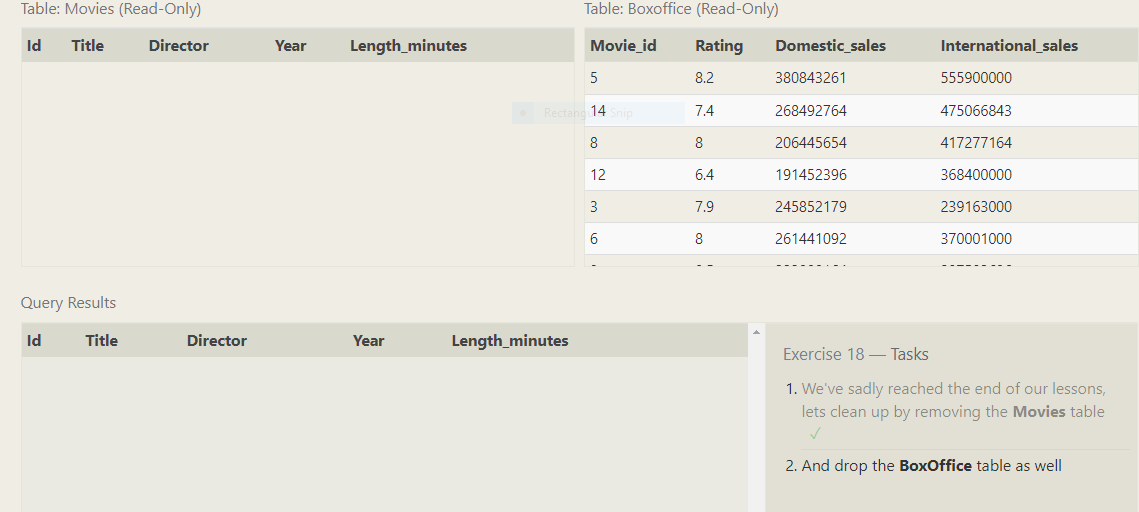 Table: Movies (Read-Only)
Id Title Director Year Length_minutes
Table: Boxoffice (Read-Only)
Movie_id Rating Domestic_sales International_sales
5 8.2 380843261 555900000
14 7.4 268492764 475066843
8 8 206445654 417277164
12 6.4 191452396 368400000
3 7.9 245852179 239163000
6 8 261441092 370001000
Rectangular Snip
Query Results
Id Title Director Year Length_minutes
Exercise 18 — Tasks
1. We've sadly reached the end of our lessons,
lets clean up by removing the Movies table
✓
2. And drop the BoxOffice table as well